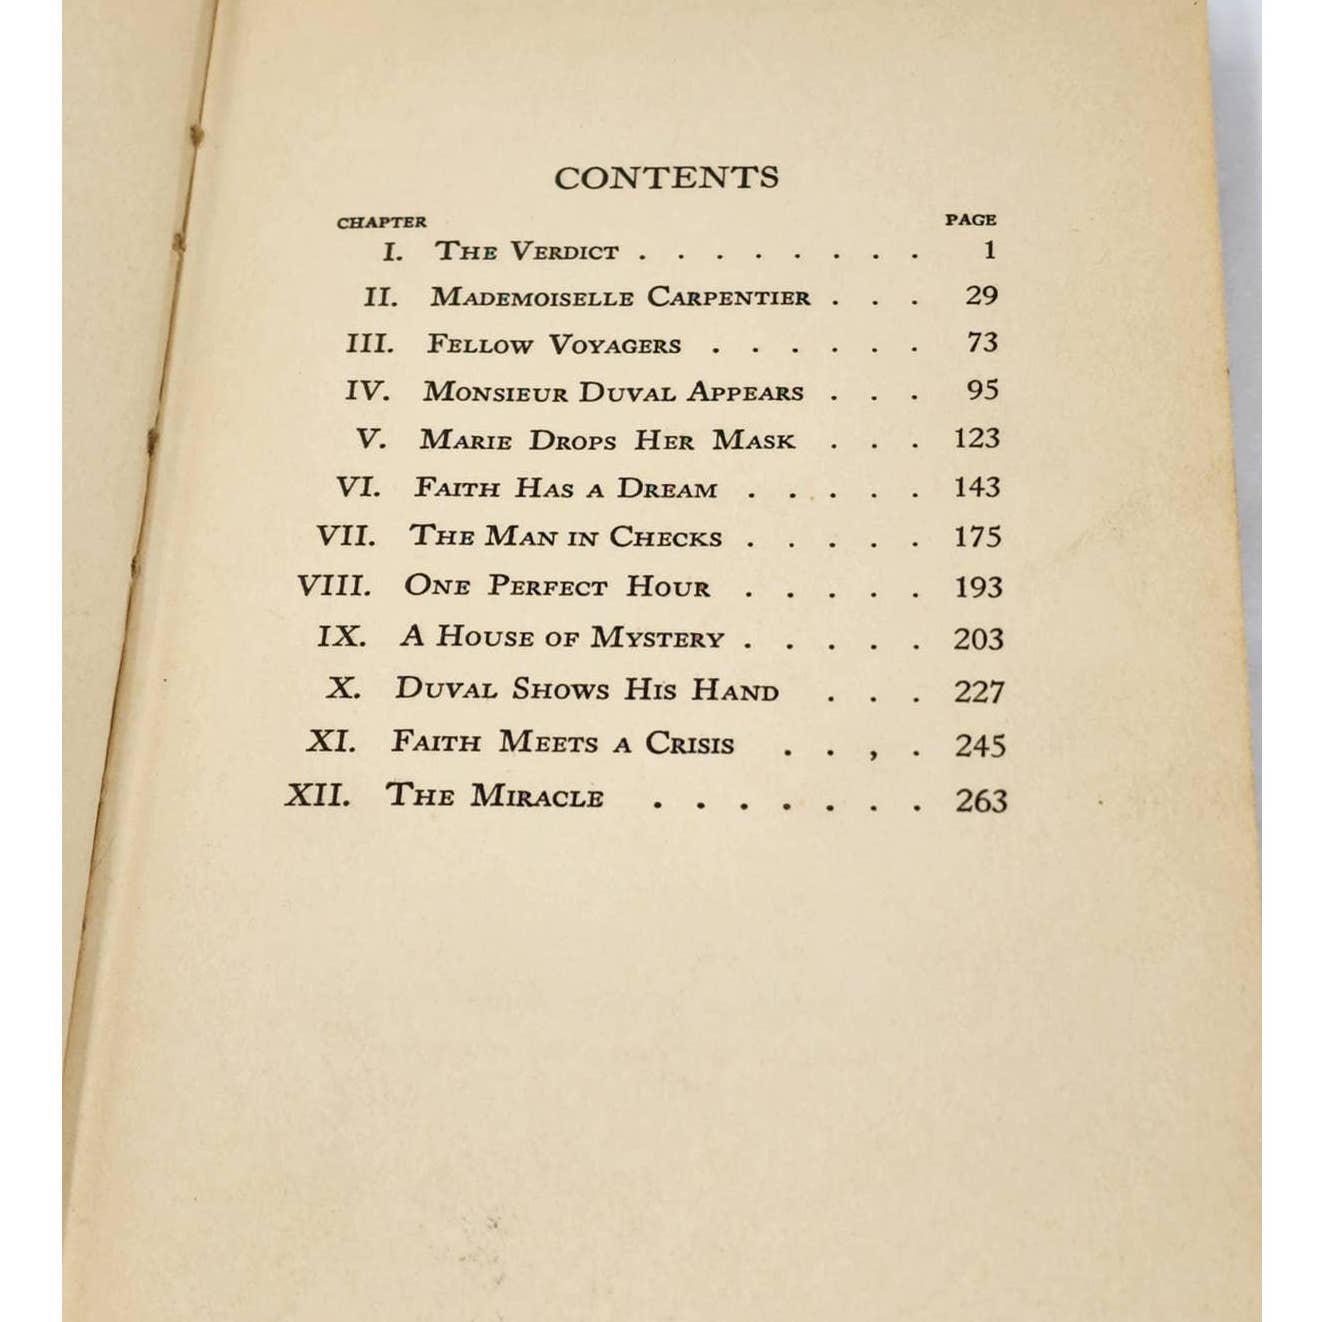 CONTENTS
CHAPTER PAGE
I. THE VERDICT . . . . . . . . 1
II. MADEMOISELLE CARPENTIER . . . 29
III. FELLOW VOYAGERS . . . . . . 73
IV. MONSIEUR DUVAL APPEARS . . . 95
V. MARIE DROPS HER MASK . . . 123
VI. FAITH HAS A DREAM . . . . . 143
VII. THE MAN IN CHECKS . . . . . 175
VIII. ONE PERFECT HOUR . . . . . 193
IX. A HOUSE OF MYSTERY . . . . . 203
X. DUVAL SHOWS HIS HAND . . . 227
XI. FAITH MEETS A CRISIS . . , . 245
XII. THE MIRACLE . . . . . . . 263